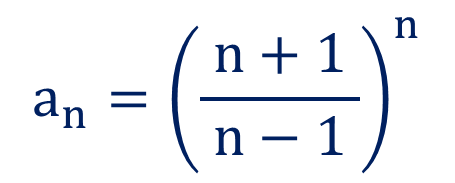 aₙ = ((n + 1)/(n − 1))ⁿ